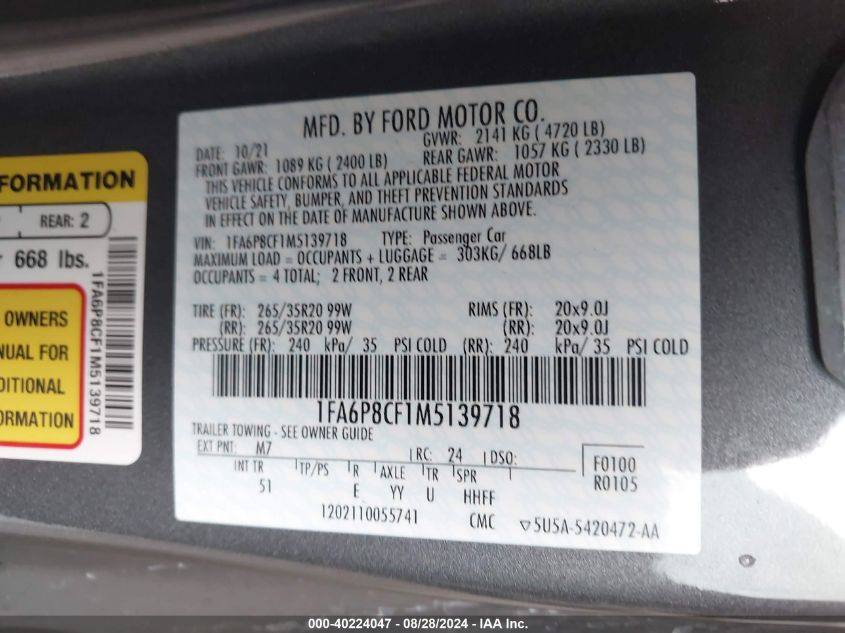 FORMATION
REAR: 2
668 lbs.
OWNERS
NUAL FOR
DITIONAL
FORMATION
1FA6P8CF1M5139718
MFD. BY FORD MOTOR CO.
DATE: 10/21 GVWR: 2141 KG ( 4720 LB)
FRONT GAWR: 1089 KG ( 2400 LB) REAR GAWR: 1057 KG ( 2330 LB)
THIS VEHICLE CONFORMS TO ALL APPLICABLE FEDERAL MOTOR
VEHICLE SAFETY, BUMPER, AND THEFT PREVENTION STANDARDS
IN EFFECT ON THE DATE OF MANUFACTURE SHOWN ABOVE.
VIN: 1FA6P8CF1M5139718 TYPE: Passenger Car
MAXIMUM LOAD = OCCUPANTS + LUGGAGE = 303KG/ 668LB
OCCUPANTS = 4 TOTAL; 2 FRONT, 2 REAR
TIRE (FR): 265/35R20 99W RIMS (FR): 20x9.0J
(RR): 265/35R20 99W (RR): 20x9.0J
PRESSURE (FR): 240 kPa/ 35 PSI COLD (RR): 240 kPa/ 35 PSI COLD
1FA6P8CF1M5139718
TRAILER TOWING - SEE OWNER GUIDE
EXT PNT: M7 RC: 24 DSO: F0100
INT TR TP/PS R AXLE TR SPR R0105
51 E YY U HHFF
1202110055741 CMC 5U5A-5420472-AA
000-40224047 - 08/28/2024 - IAA Inc.